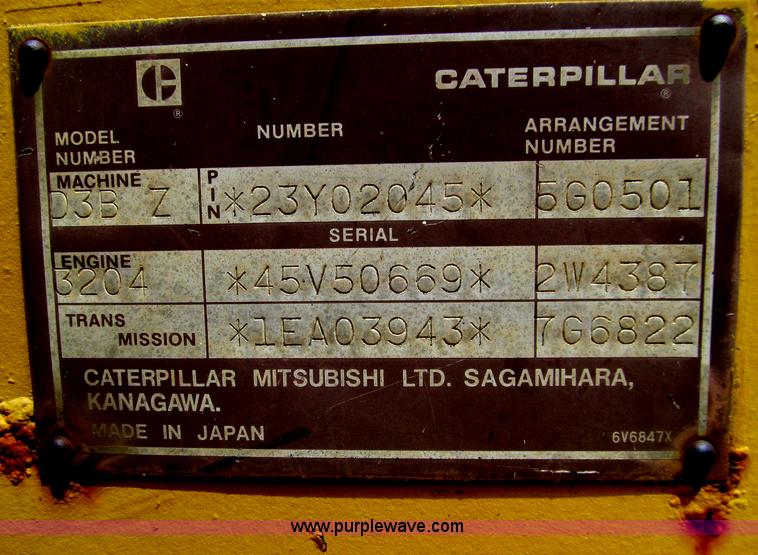 CATERPILLAR
®
®
MODEL NUMBER
NUMBER
ARRANGEMENT NUMBER
MACHINE
D3B Z
PIN
*23Y02045*
5G0501
SERIAL
ENGINE
3204
*45V50669*
2W4387
TRANS MISSION
*1EA03943*
7G6822
CATERPILLAR MITSUBISHI LTD. SAGAMIHARA,
KANAGAWA.
MADE IN JAPAN
6V6847X
www.purplewave.com